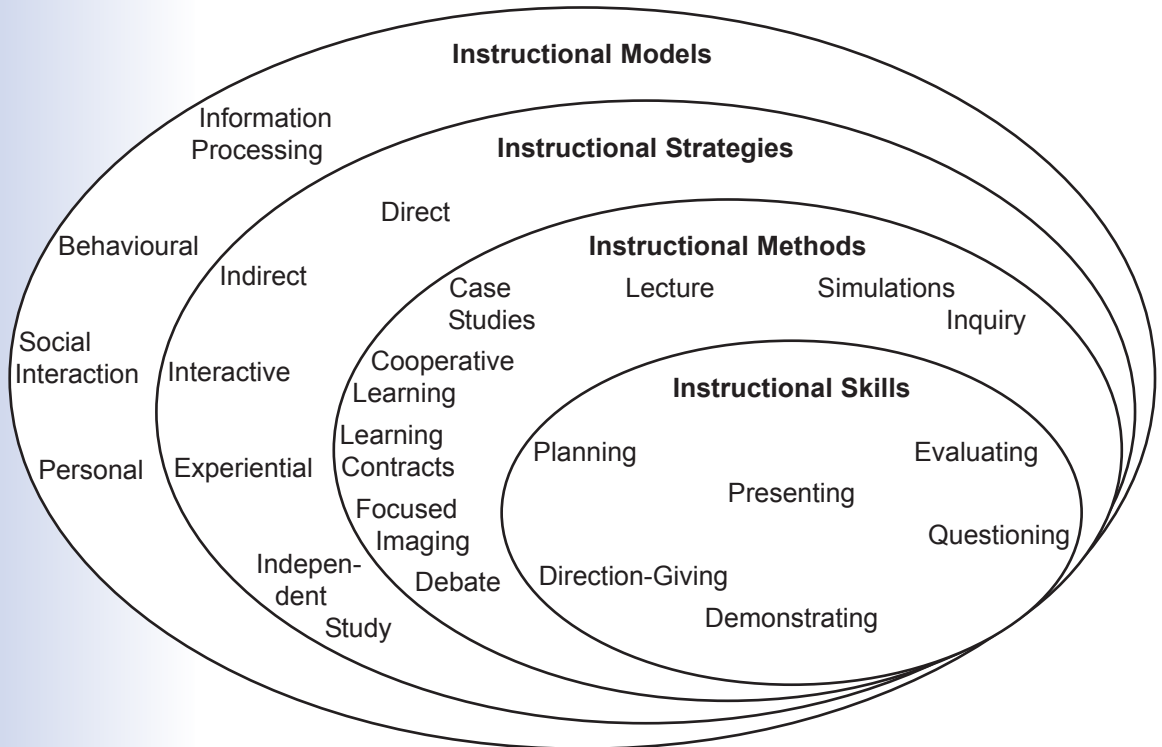 Instructional Models
Information
Processing
Behavioural
Social
Interaction
Personal
Instructional Strategies
Direct
Indirect
Interactive
Experiential
Indepen-
dent
Study
Instructional Methods
Case
Studies
Lecture
Simulations
Inquiry
Cooperative
Learning
Learning
Contracts
Focused
Imaging
Debate
Instructional Skills
Planning
Evaluating
Presenting
Questioning
Direction-Giving
Demonstrating